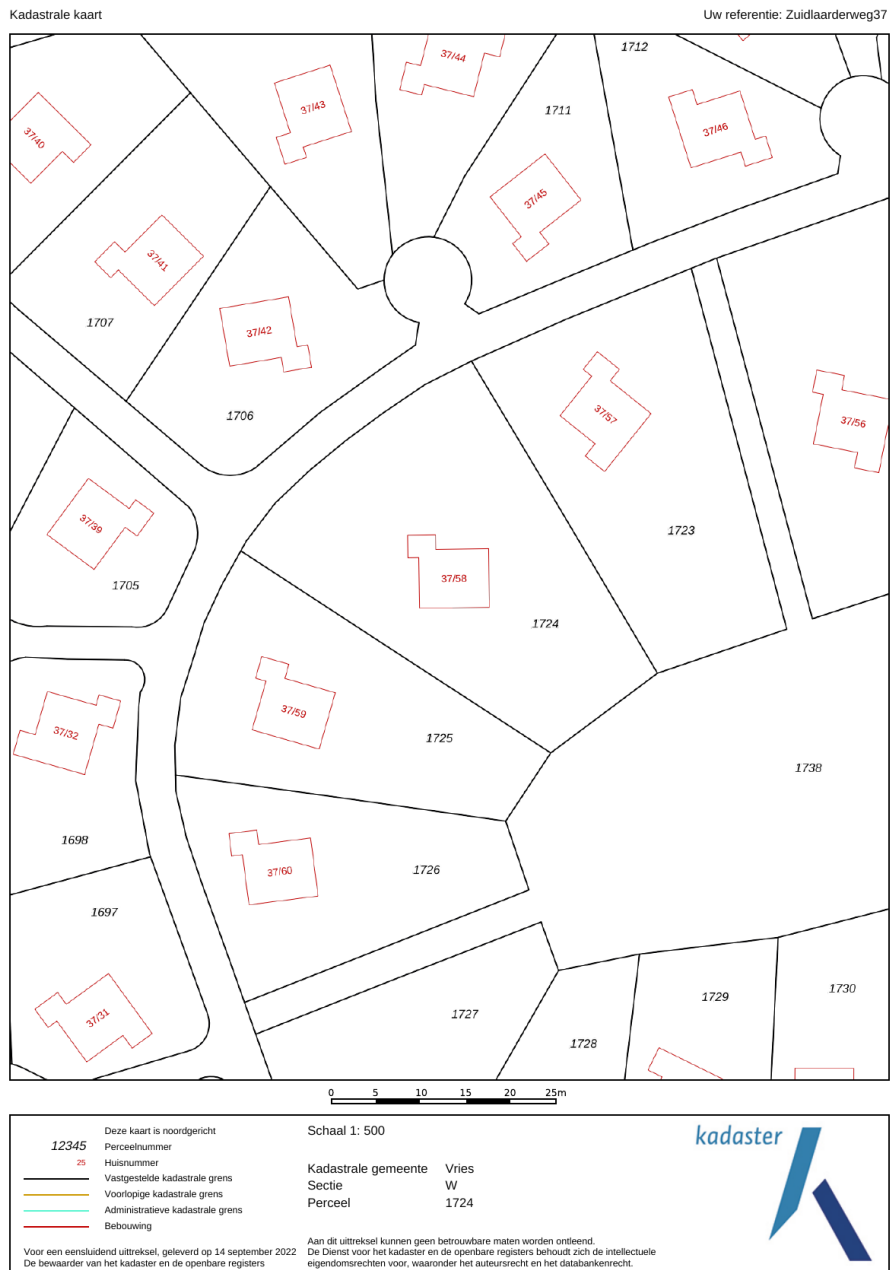 Kadastrale kaart
Uw referentie: Zuidlaarderweg37
1712
37/44
37/43
1711
37/46
37/40
37/45
37/41
1707
37/42
1706
37/57
37/56
37/39
1723
37/58
1705
1724
37/59
37/32
1725
1738
1698
37/60
1726
1697
1730
1729
37/31
1727
1728
0 5 10 15 20 25m
Deze kaart is noordgericht
12345 Perceelnummer
25 Huisnummer
Vastgestelde kadastrale grens
Voorlopige kadastrale grens
Administratieve kadastrale grens
Bebouwing
Voor een eensluidend uittreksel, geleverd op 14 september 2022
De bewaarder van het kadaster en de openbare registers
Schaal 1: 500
Kadastrale gemeente Vries
Sectie W
Perceel 1724
Aan dit uittreksel kunnen geen betrouwbare maten worden ontleend.
De Dienst voor het kadaster en de openbare registers behoudt zich de intellectuele
eigendomsrechten voor, waaronder het auteursrecht en het databankenrecht.
kadaster